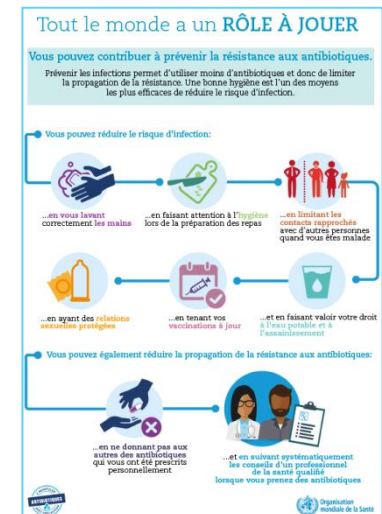 Tout le monde a un RÔLE À JOUER
Vous pouvez contribuer à prévenir la résistance aux antibiotiques.
Prévenir les infections permet d'utiliser moins d'antibiotiques et donc de limiter
la propagation de la résistance. Une bonne hygiène est l'un des moyens
les plus efficaces de réduire le risque d'infection.
Vous pouvez réduire le risque d'infection:
...en vous lavant
correctement les mains
...en faisant attention à l'hygiène
lors de la préparation des repas
...en limitant les
contacts rapprochés
avec d'autres personnes
quand vous êtes malade
...en ayant des relations
sexuelles protégées
...en tenant vos
vaccinations à jour
...et en faisant valoir votre droit
à l'eau potable et à
l'assainissement
Vous pouvez également réduire la propagation de la résistance aux antibiotiques:
...en ne donnant pas aux
autres des antibiotiques
qui vous ont été prescrits
personnellement
...et en suivant systématiquement
les conseils d'un professionnel
de la santé qualifié
lorsque vous prenez des antibiotiques
ANTIBIOTIQUES
Organisation
mondiale de la Santé